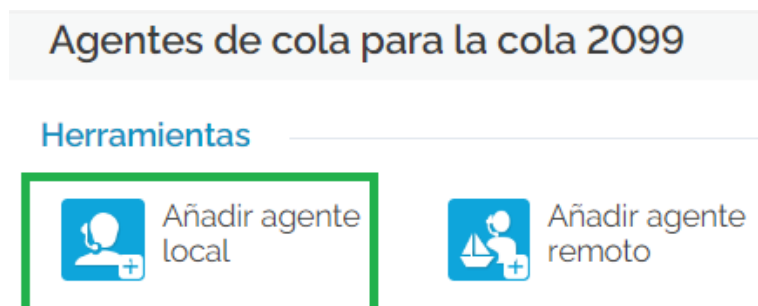 Agentes de cola para la cola 2099
Herramientas
Añadir agente
local
Añadir agente
remoto